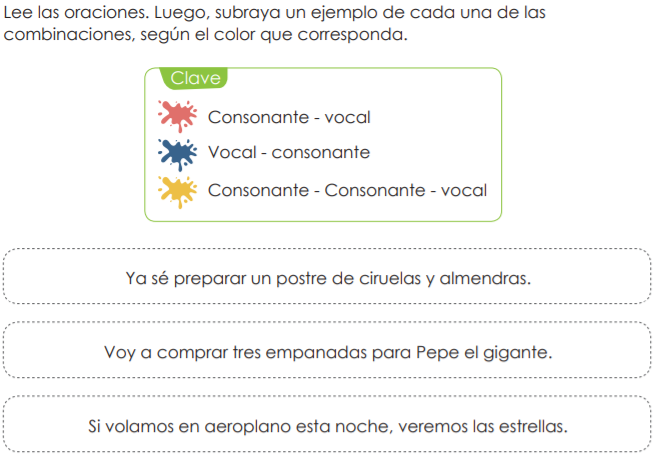 Lee las oraciones. Luego, subraya un ejemplo de cada una de las
combinaciones, según el color que corresponda.
Clave
Consonante - vocal
Vocal - consonante
Consonante - Consonante - vocal
Ya sé preparar un postre de ciruelas y almendras.
Voy a comprar tres empanadas para Pepe el gigante.
Si volamos en aeroplano esta noche, veremos las estrellas.